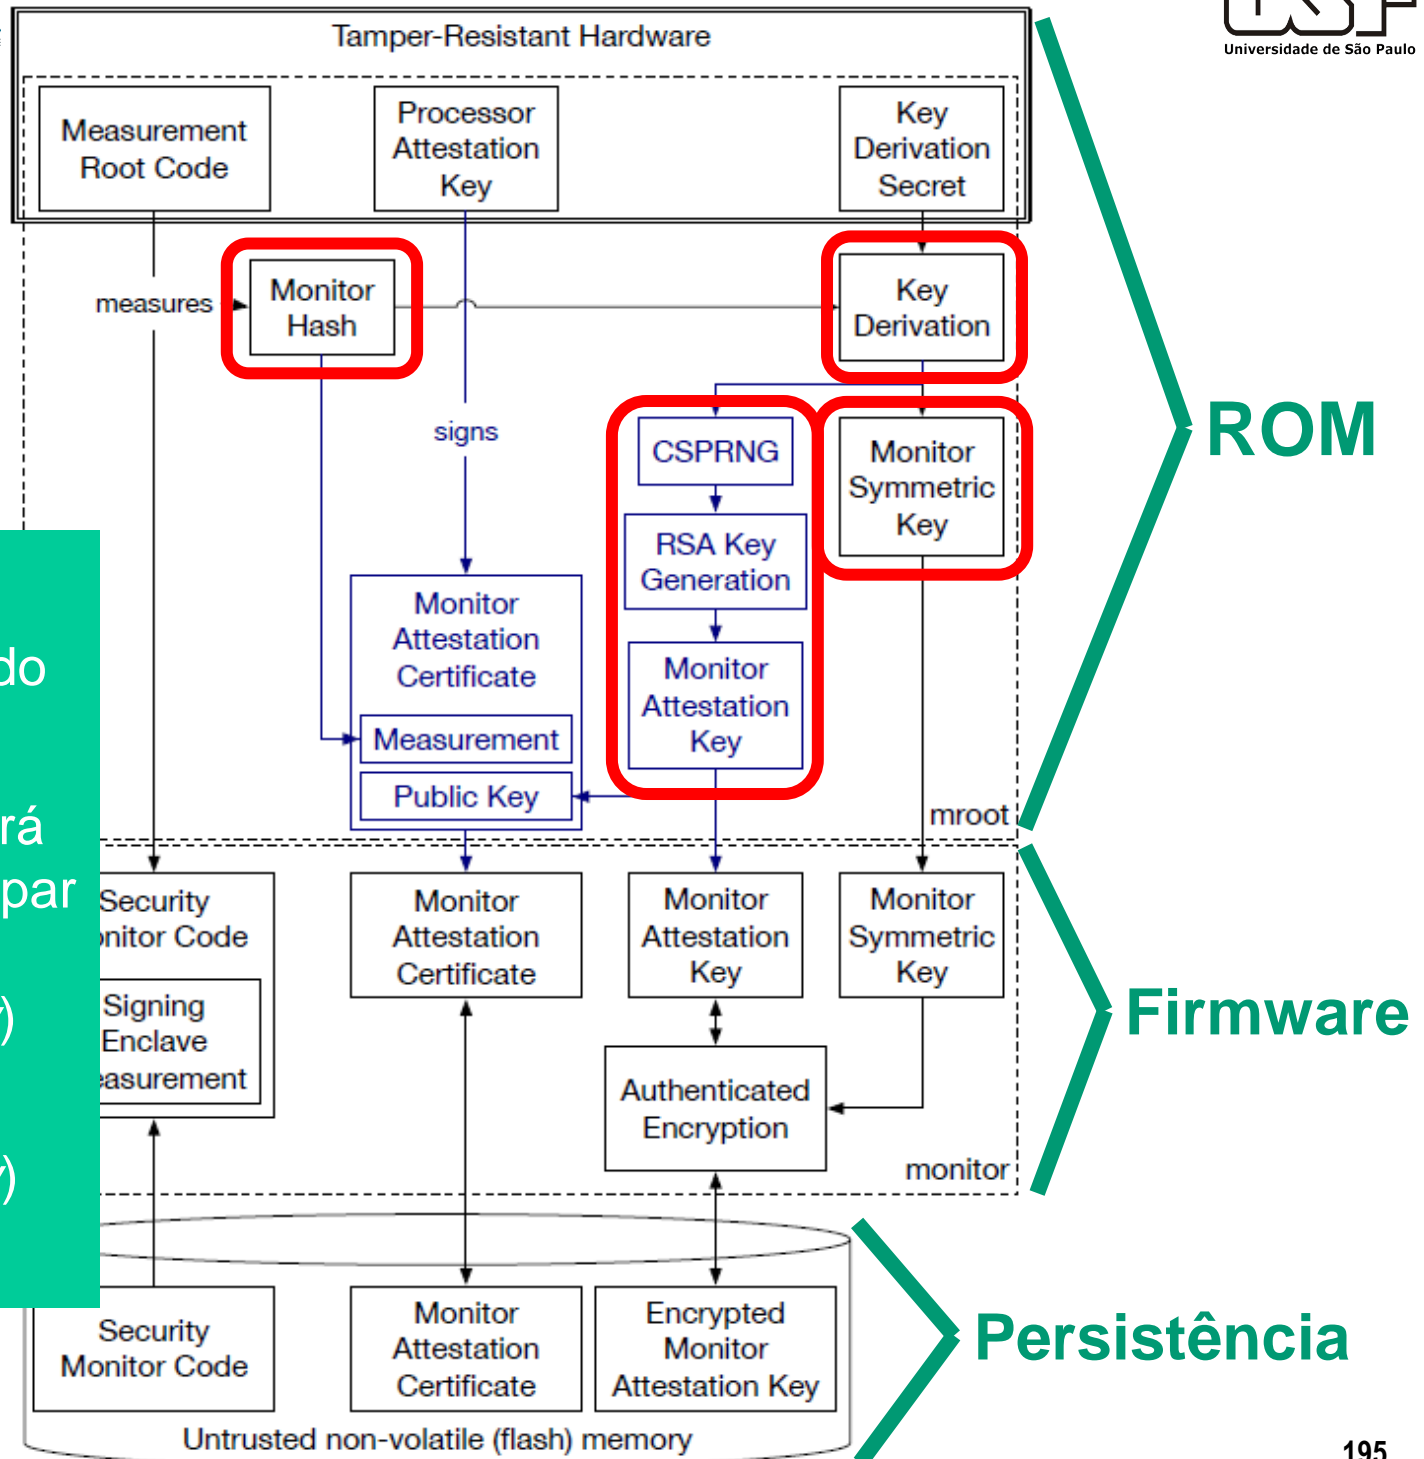 Universidade de São Paulo
Tamper-Resistant Hardware
Measurement
Root Code
Processor
Attestation
Key
Key
Derivation
Secret
measures
Monitor
Hash
Key
Derivation
signs
CSPRNG
RSA Key
Generation
Monitor
Attestation
Key
Monitor
Symmetric
Key
ROM
Monitor
Attestation
Certificate
Measurement
Public Key
mroot
par
Security
Monitor
Attestation
Certificate
Monitor
Attestation
Key
Monitor
Symmetric
Key
Code
Signing
Enclave
Authenticated
Encryption
monitor
Firmware
Security
Monitor Code
Monitor
Attestation
Certificate
Encrypted
Monitor
Attestation Key
Persistência
Untrusted non-volatile (flash) memory
195